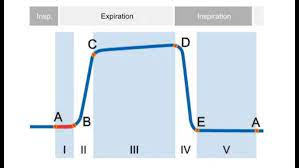 Insp. Expiration Inspiration
C D
A B E A
I II III IV V